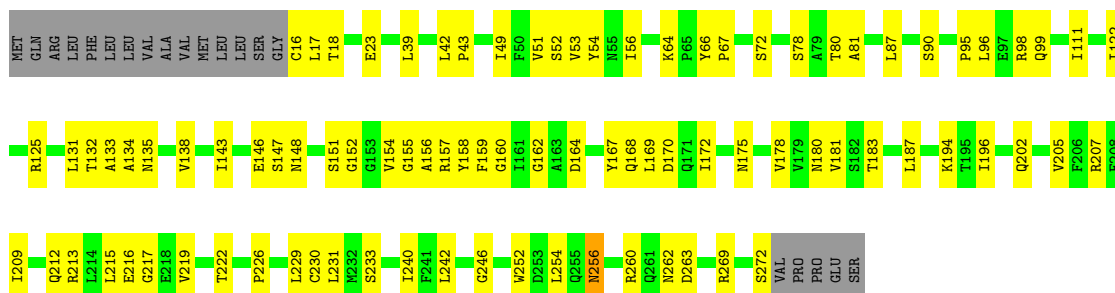 MET GLN ARG LEU PHE LEU LEU VAL ALA VAL MET LEU LEU SER GLY C16 L17 T18 E23 L39 L42 P43 I49 F50 V51 S52 V53 Y54 N55 I56 K64 P65 Y66 P67 S72 S78 A79 T80 A81 L87 S90 P95 L96 E97 R98 Q99 I111
R125 L131 T132 A133 A134 N135 V138 I143 E146 S147 N148 S151 G152 G153 V154 G155 A156 R157 Y158 F159 G160 I161 G162 A163 D164 Y167 Q168 L169 D170 Q171 I172 N175 V178 V179 N180 V181 S182 T183 L187 K194 T195 I196 Q202 V205 F206 R207
I209 Q212 R213 L214 L215 E216 G217 E218 V219 T222 P226 L229 C230 L231 M232 S233 I240 F241 L242 G246 W252 D253 L254 Q255 N256 R260 Q261 N262 D263 R269 S272 VAL PRO PRO GLU SER